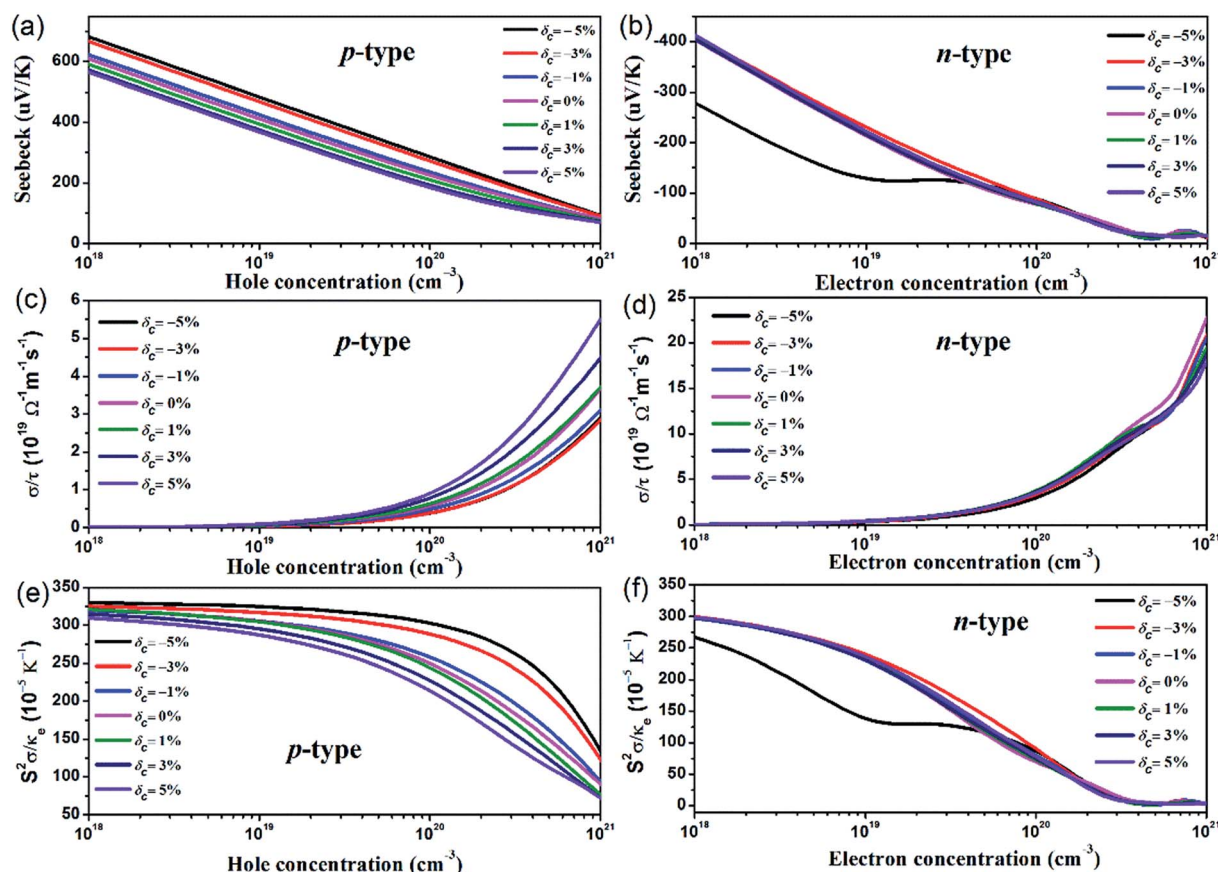 (a)
p-type
Seebeck (uV/K)
600
400
200
0
δc= − 5%
δc= −3%
δc= −1%
δc= 0%
δc= 1%
δc= 3%
δc= 5%
10^18
10^19
10^20
10^21
Hole concentration (cm^-3)
(b)
n-type
Seebeck (uV/K)
-400
-300
-200
-100
0
δc= −5%
δc= −3%
δc= −1%
δc= 0%
δc= 1%
δc= 3%
δc= 5%
10^18
10^19
10^20
10^21
Electron concentration (cm^-3)
(c)
p-type
σ/τ (10^19 Ω^-1m^-1s^-1)
6
5
4
3
2
1
0
δc= −5%
δc= −3%
δc= −1%
δc= 0%
δc= 1%
δc= 3%
δc= 5%
10^18
10^19
10^20
10^21
Hole concentration (cm^-3)
(d)
n-type
σ/τ (10^19 Ω^-1m^-1s^-1)
25
20
15
10
5
0
δc= −5%
δc= −3%
δc= −1%
δc= 0%
δc= 1%
δc= 3%
δc= 5%
10^18
10^19
10^20
10^21
Electron concentration (cm^-3)
(e)
p-type
S^2σ/κe (10^−5 K^−1)
350
300
250
200
150
100
50
δc= −5%
δc= −3%
δc= −1%
δc= 0%
δc= 1%
δc= 3%
δc= 5%
10^18
10^19
10^20
10^21
Hole concentration (cm^-3)
(f)
n-type
S^2σ/κe (10^−5 K^−1)
350
300
250
200
150
100
50
0
δc= −5%
δc= −3%
δc= −1%
δc= 0%
δc= 1%
δc= 3%
δc= 5%
10^18
10^19
10^20
10^21
Electron concentration (cm^-3)